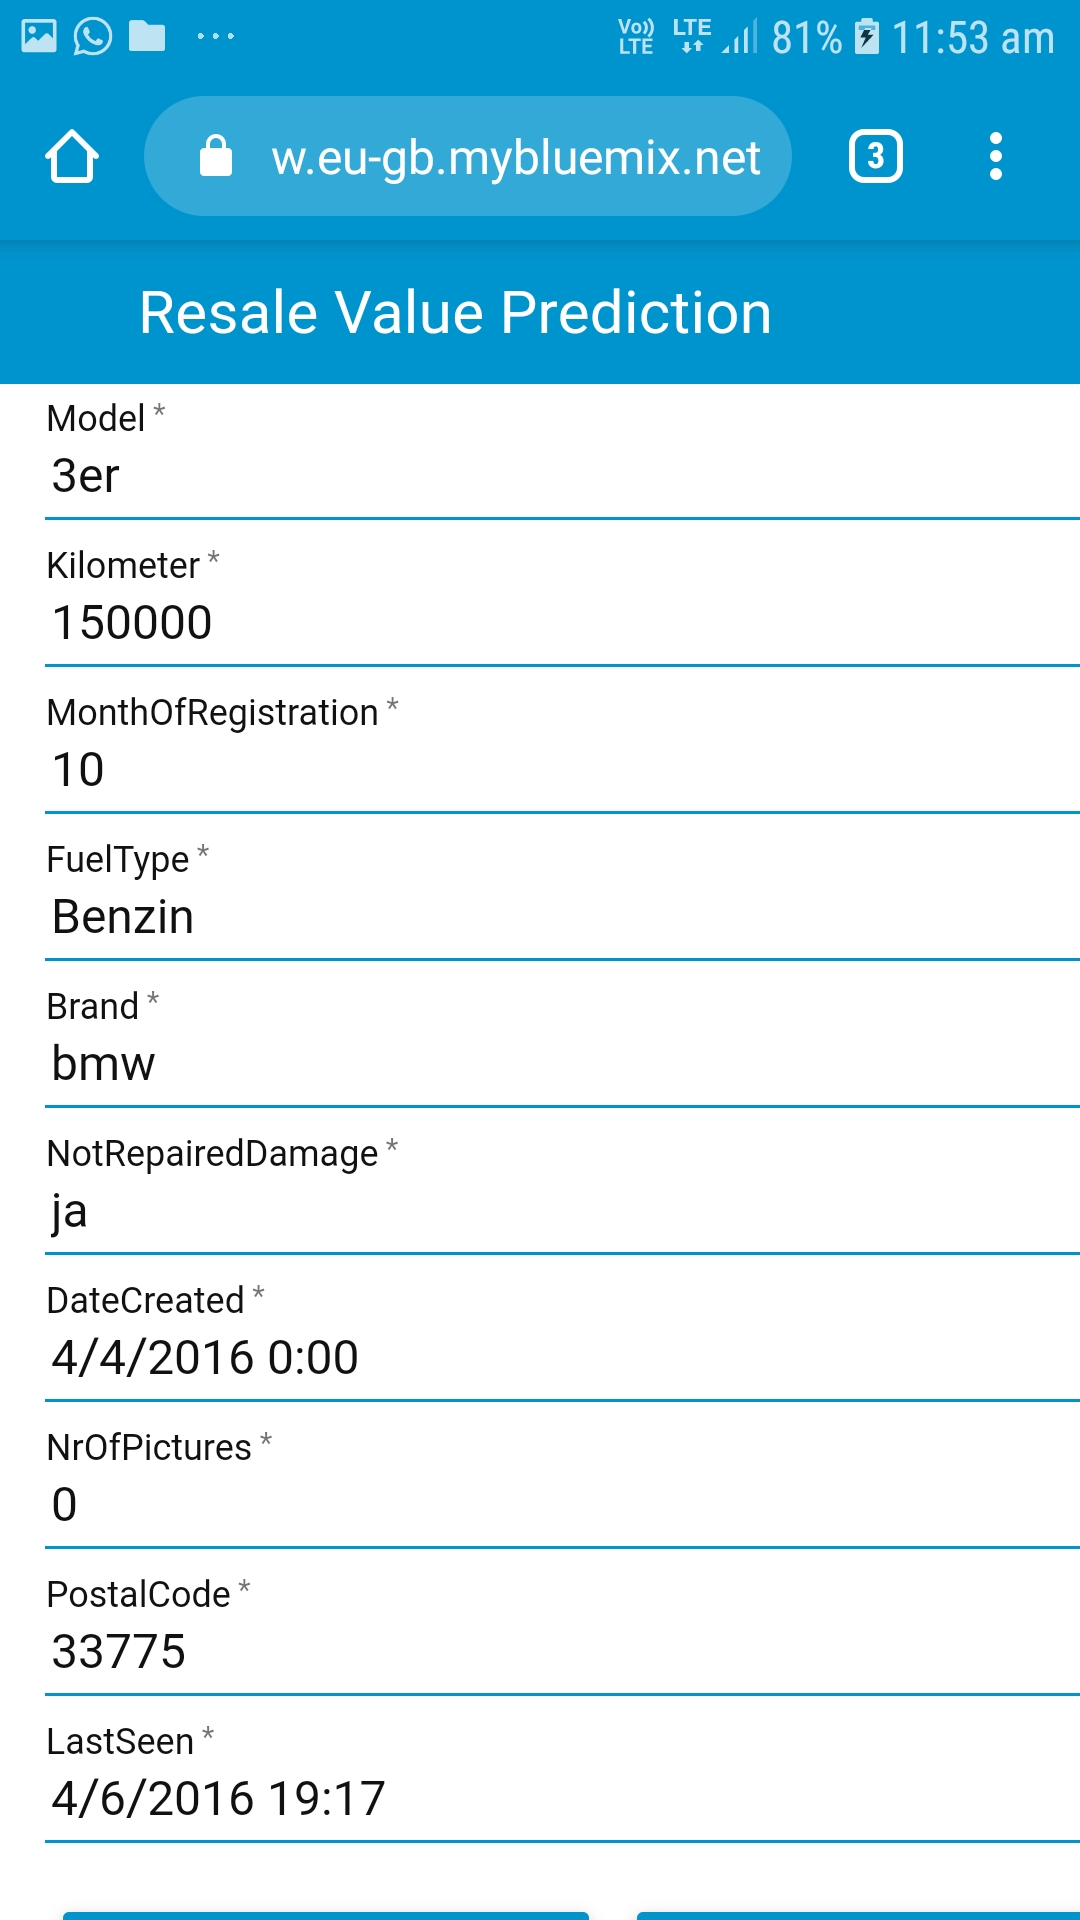 Vo)) LTE LTE 81% 11:53 am
w.eu-gb.mybluemix.net 3
Resale Value Prediction
Model *
3er
Kilometer *
150000
MonthOfRegistration *
10
FuelType *
Benzin
Brand *
bmw
NotRepairedDamage *
ja
DateCreated *
4/4/2016 0:00
NrOfPictures *
0
PostalCode *
33775
LastSeen *
4/6/2016 19:17